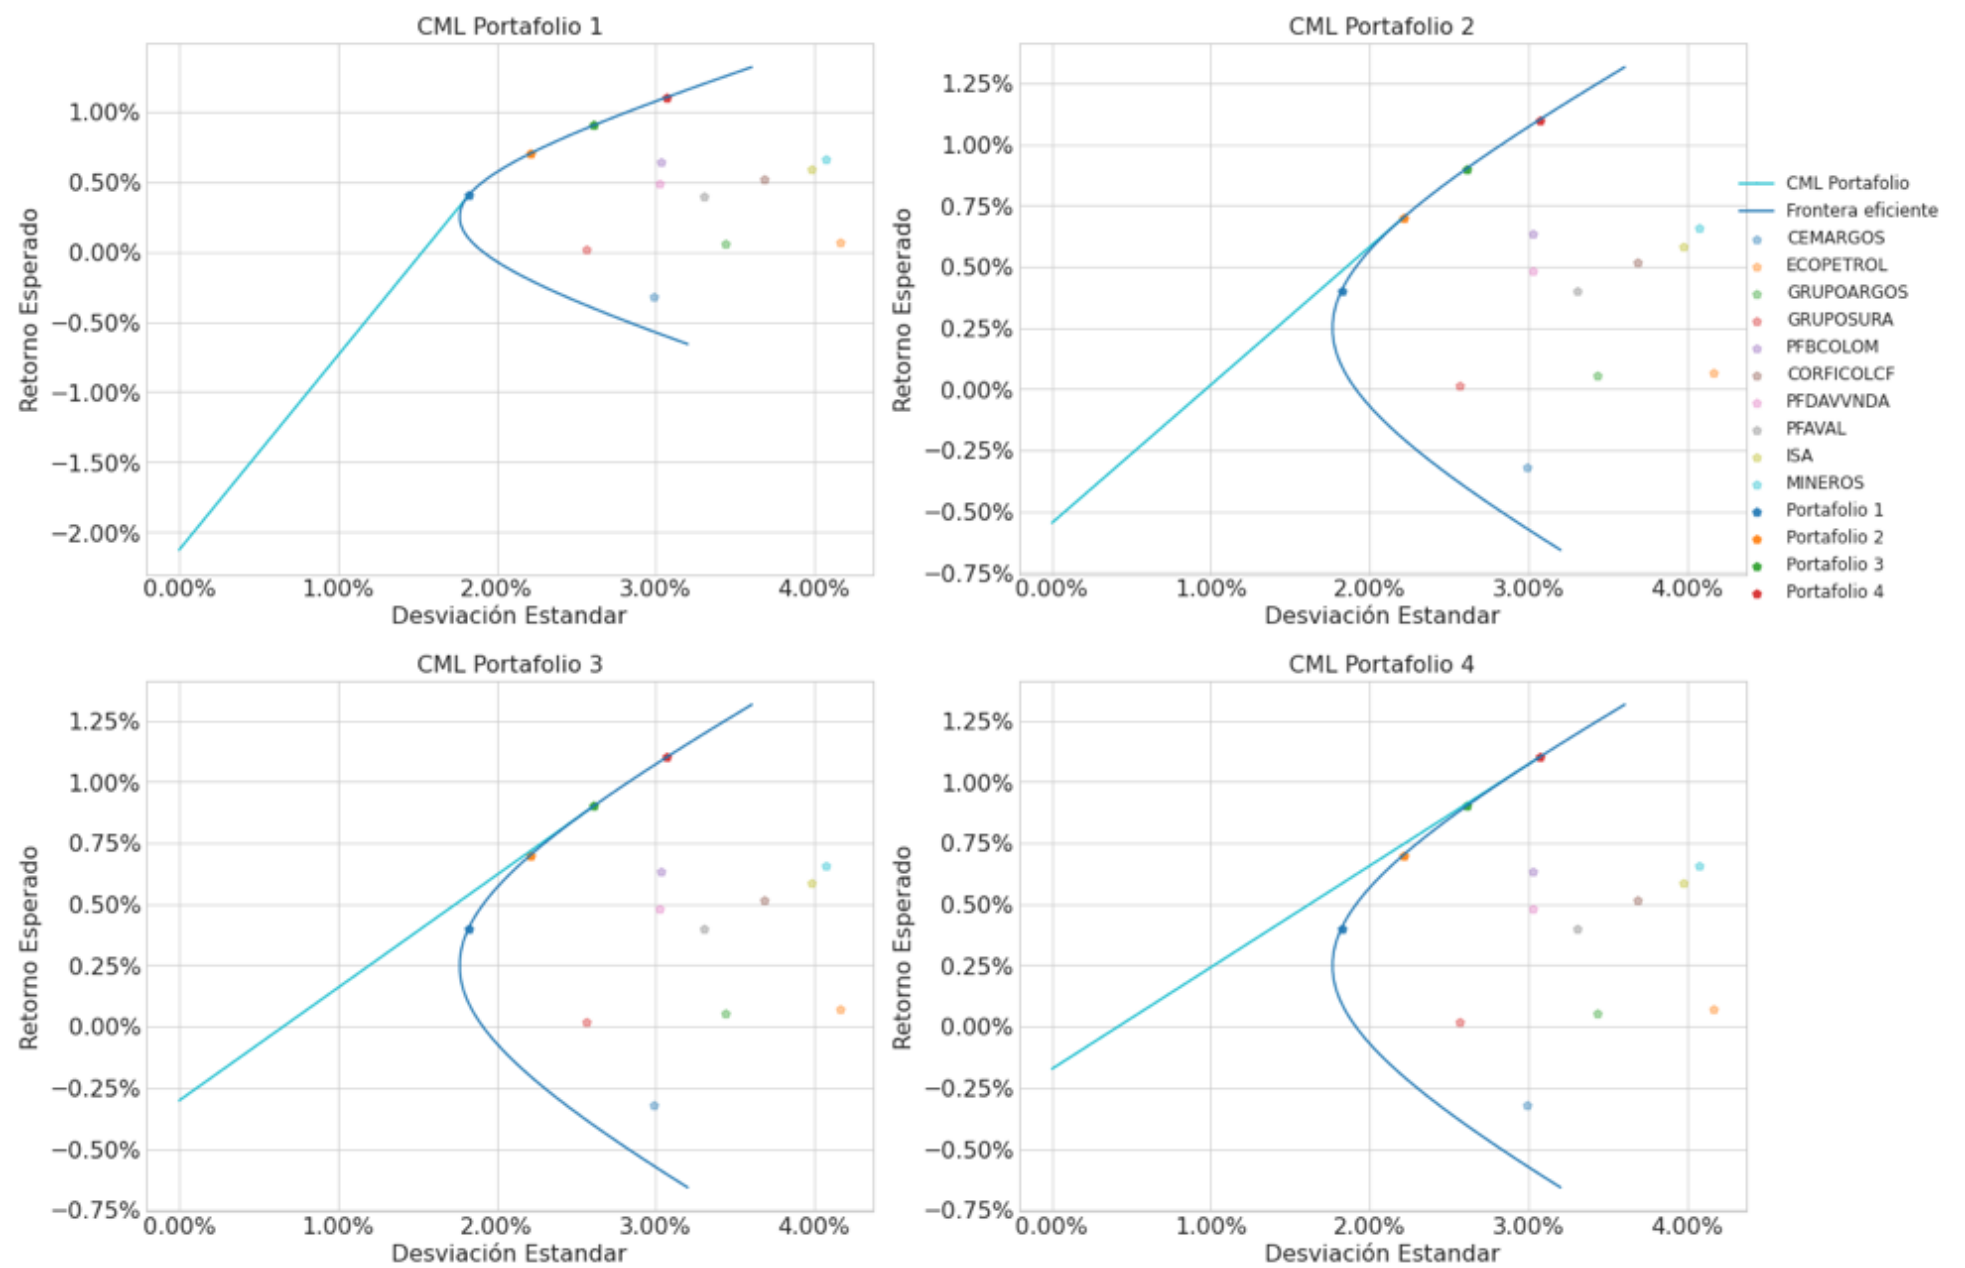 CML Portafolio 1
1.00%
0.50%
0.00%
−0.50%
−1.00%
−1.50%
−2.00%
Retorno Esperado
0.00% 1.00% 2.00% 3.00% 4.00%
Desviación Estandar
CML Portafolio 2
1.25%
1.00%
0.75%
0.50%
0.25%
0.00%
−0.25%
−0.50%
−0.75%
Retorno Esperado
0.00% 1.00% 2.00% 3.00% 4.00%
Desviación Estandar
CML Portafolio
Frontera eficiente
CEMARGOS
ECOPETROL
GRUPOARGOS
GRUPOSURA
PFBCOLOM
CORFICOLCF
PFDAVVNDA
PFAVAL
ISA
MINEROS
Portafolio 1
Portafolio 2
Portafolio 3
Portafolio 4
CML Portafolio 3
1.25%
1.00%
0.75%
0.50%
0.25%
0.00%
−0.25%
−0.50%
−0.75%
Retorno Esperado
0.00% 1.00% 2.00% 3.00% 4.00%
Desviación Estandar
CML Portafolio 4
1.25%
1.00%
0.75%
0.50%
0.25%
0.00%
−0.25%
−0.50%
−0.75%
Retorno Esperado
0.00% 1.00% 2.00% 3.00% 4.00%
Desviación Estandar